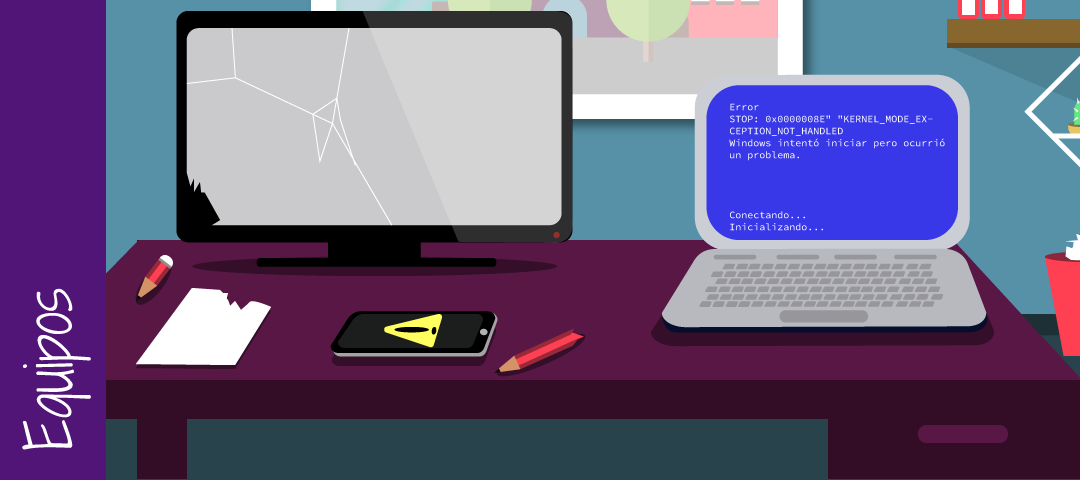 Equipos
Error
STOP: 0x0000008E" "KERNEL_MODE_EX-
CEPTION_NOT_HANDLED
Windows intentó iniciar pero ocurrió
un problema.
Conectando...
Inicializando...